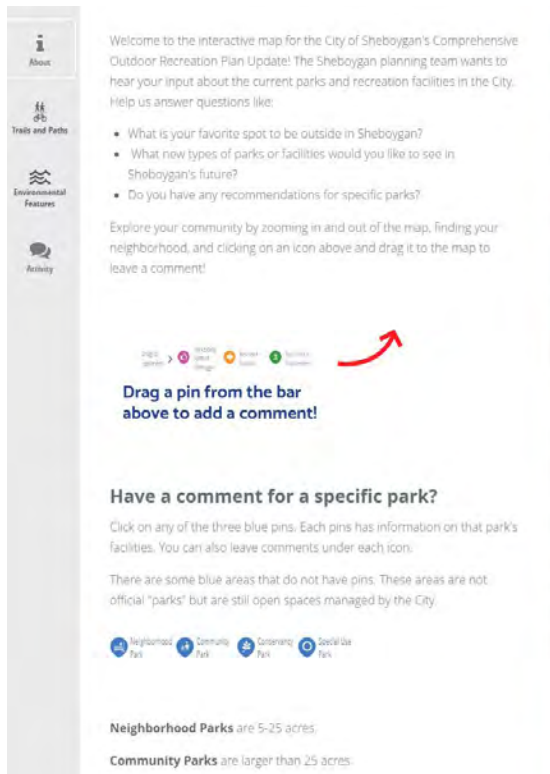 About
Trails and Paths
Environmental
Features
Activity
Welcome to the interactive map for the City of Sheboygan's Comprehensive
Outdoor Recreation Plan Update! The Sheboygan planning team wants to
hear your input about the current parks and recreation facilities in the City.
Help us answer questions like:
• What is your favorite spot to be outside in Sheboygan?
• What new types of parks or facilities would you like to see in
Sheboygan's future?
• Do you have any recommendations for specific parks?
Explore your community by zooming in and out of the map, finding your
neighborhood, and clicking on an icon above and drag it to the map to
leave a comment!
Drag a pin from the bar
above to add a comment!
Have a comment for a specific park?
Click on any of the three blue pins. Each pins has information on that park's
facilities. You can also leave comments under each icon.
There are some blue areas that do not have pins. These areas are not
official "parks" but are still open spaces managed by the City.
Neighborhood Park
Community Park
Conservancy Park
Special Use Park
Neighborhood Parks are 5-25 acres.
Community Parks are larger than 25 acres.